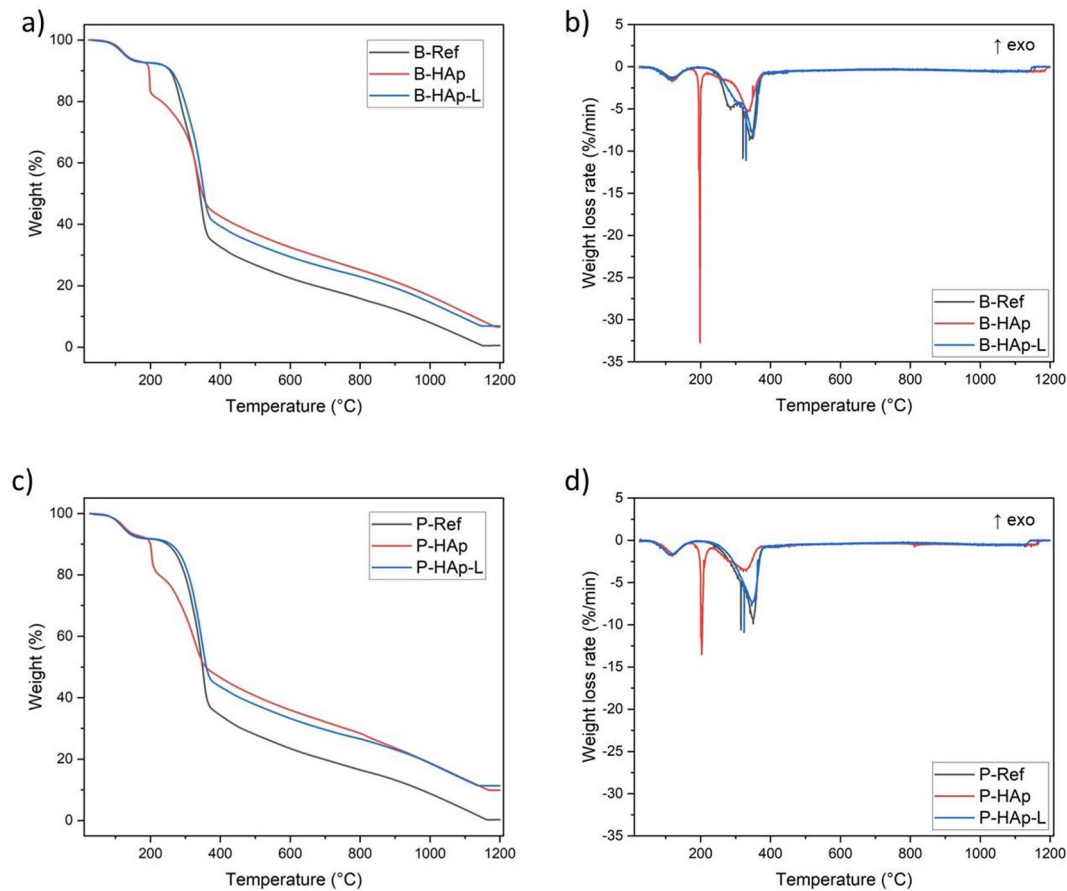 a)
100
80
60
40
20
0
Weight (%)
B-Ref
B-HAp
B-HAp-L
200 400 600 800 1000 1200
Temperature (°C)
b)
5
0
-5
-10
-15
-20
-25
-30
-35
Weight loss rate (%/min)
↑ exo
B-Ref
B-HAp
B-HAp-L
200 400 600 800 1000 1200
Temperature (°C)
c)
100
80
60
40
20
0
Weight (%)
P-Ref
P-HAp
P-HAp-L
200 400 600 800 1000 1200
Temperature (°C)
d)
5
0
-5
-10
-15
-20
-25
-30
-35
Weight loss rate (%/min)
↑ exo
P-Ref
P-HAp
P-HAp-L
200 400 600 800 1000 1200
Temperature (°C)